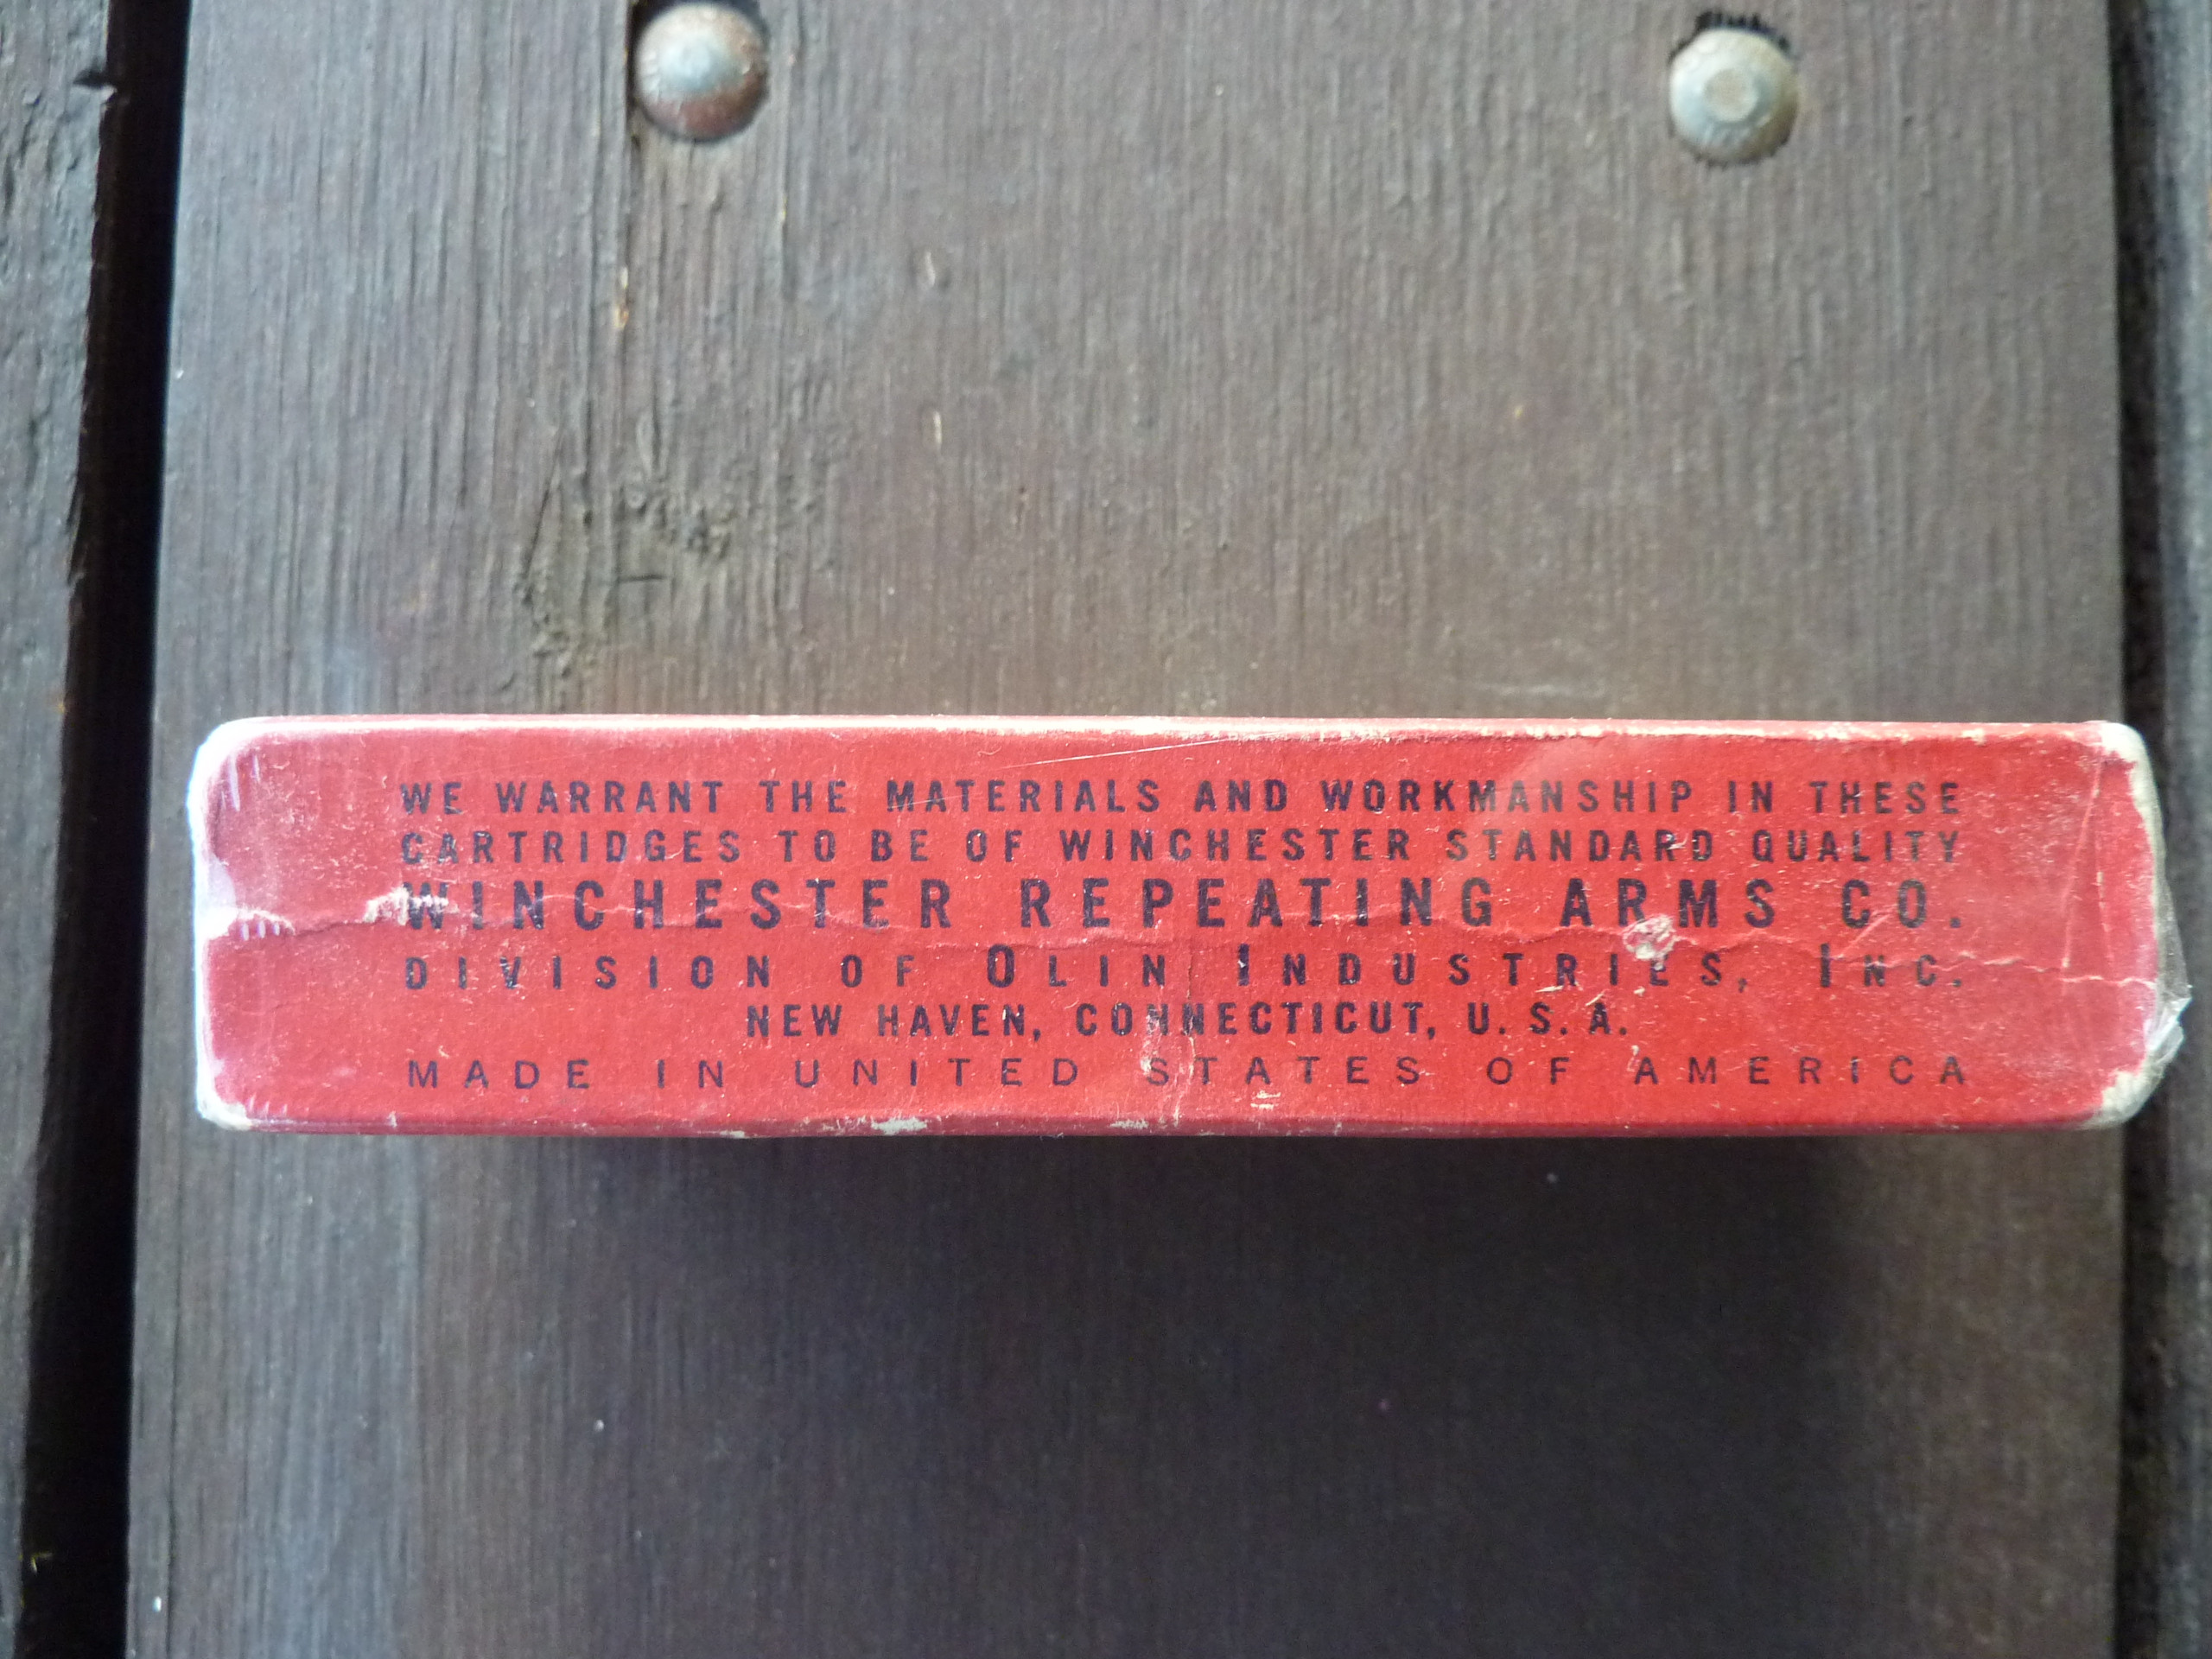 WE WARRANT THE MATERIALS AND WORKMANSHIP IN THESE
CARTRIDGES TO BE OF WINCHESTER STANDARD QUALITY
WINCHESTER REPEATING ARMS CO.
DIVISION OF OLIN INDUSTRIES, INC.
NEW HAVEN, CONNECTICUT, U. S. A.
MADE IN UNITED STATES OF AMERICA